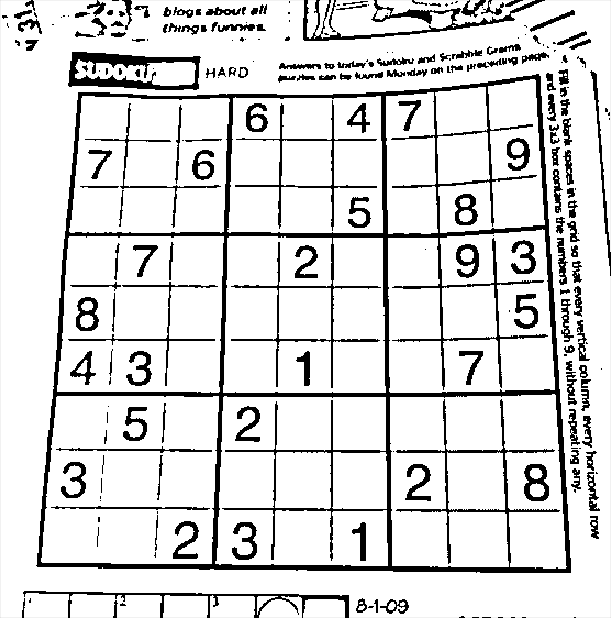 blogs about all
things funnies.
SUDOKU HARD
Answers to today's Sudoku and Scrabble Grams
puzzles can be found Monday on the preceding page.
Fill in the blank spaces in the grid so that every vertical column, every horizontal row
and every 3x3 box contains the numbers 1 through 9, without repeating any.
6 4 7
7 6 9
5 8
7 2 9 3
8 5
4 3 1 7
5 2
3 2 8
2 3 1
8-1-09